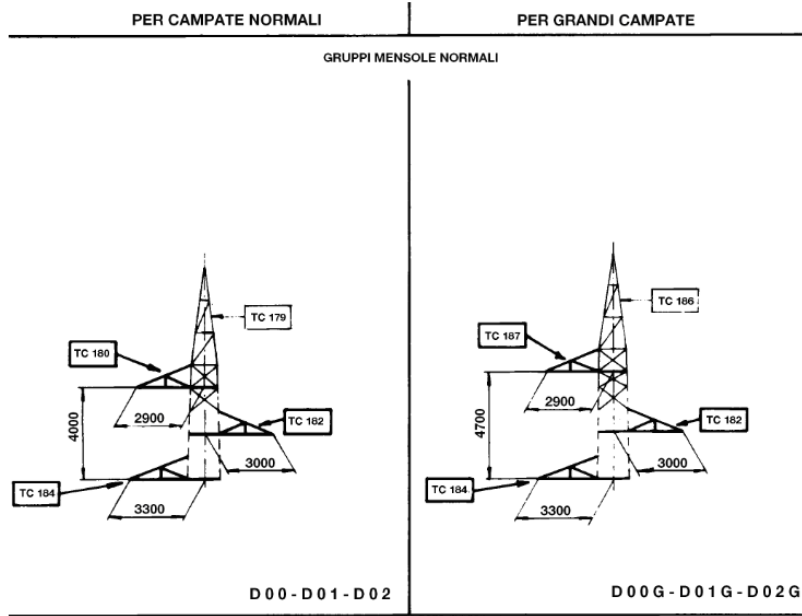 PER CAMPATE NORMALI
PER GRANDI CAMPATE
GRUPPI MENSOLE NORMALI
TC 179
TC 180
2900
4000
TC 182
3000
TC 184
3300
D00-D01-D02
TC 186
TC 187
2900
4700
TC 182
3000
TC 184
3300
D00G-D01G-D02G